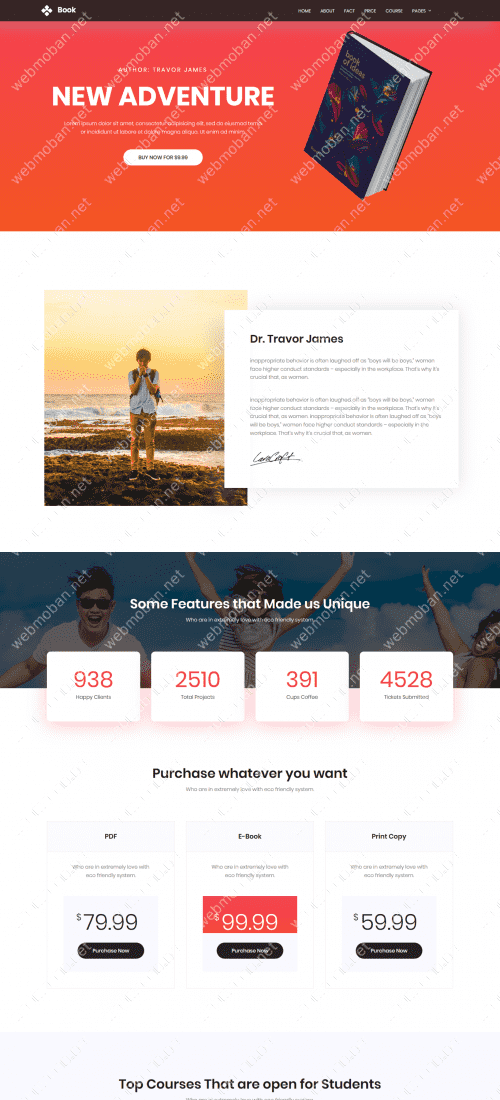 Book
HOME ABOUT FACT PRICE COURSE PAGES
AUTHOR: TRAVOR JAMES
NEW ADVENTURE
Lorem ipsum dolor sit amet, consectetur adipisicing elit, sed do eiusmod temp
or incididunt ut labore et dolore magna aliqua. Ut enim ad minim.
BUY NOW FOR $9.99
book
of ideas
Dr. Travor James
inappropriate behavior is often laughed off as "boys will be boys," women
face higher conduct standards – especially in the workplace. That's why it's
crucial that, as women.
inappropriate behavior is often laughed off as "boys will be boys," women
face higher conduct standards – especially in the workplace. That's why it's
crucial that, as women. inappropriate behavior is often laughed off as "boys
will be boys," women face higher conduct standards – especially in the
workplace. That's why it's crucial that, as women.
Some Features that Made us Unique
Who are in extremely love with eco friendly system.
938 2510 391 4528
Happy Clients Total Projects Cups Coffee Tickets Submitted
Purchase whatever you want
Who are in extremely love with eco friendly system.
PDF E-Book Print Copy
Who are in extremely love with Who are in extremely love with Who are in extremely love with
eco friendly system. eco friendly system. eco friendly system.
$79.99 $99.99 $59.99
Purchase Now Purchase Now Purchase Now
Top Courses That are open for Students
webmoban.net